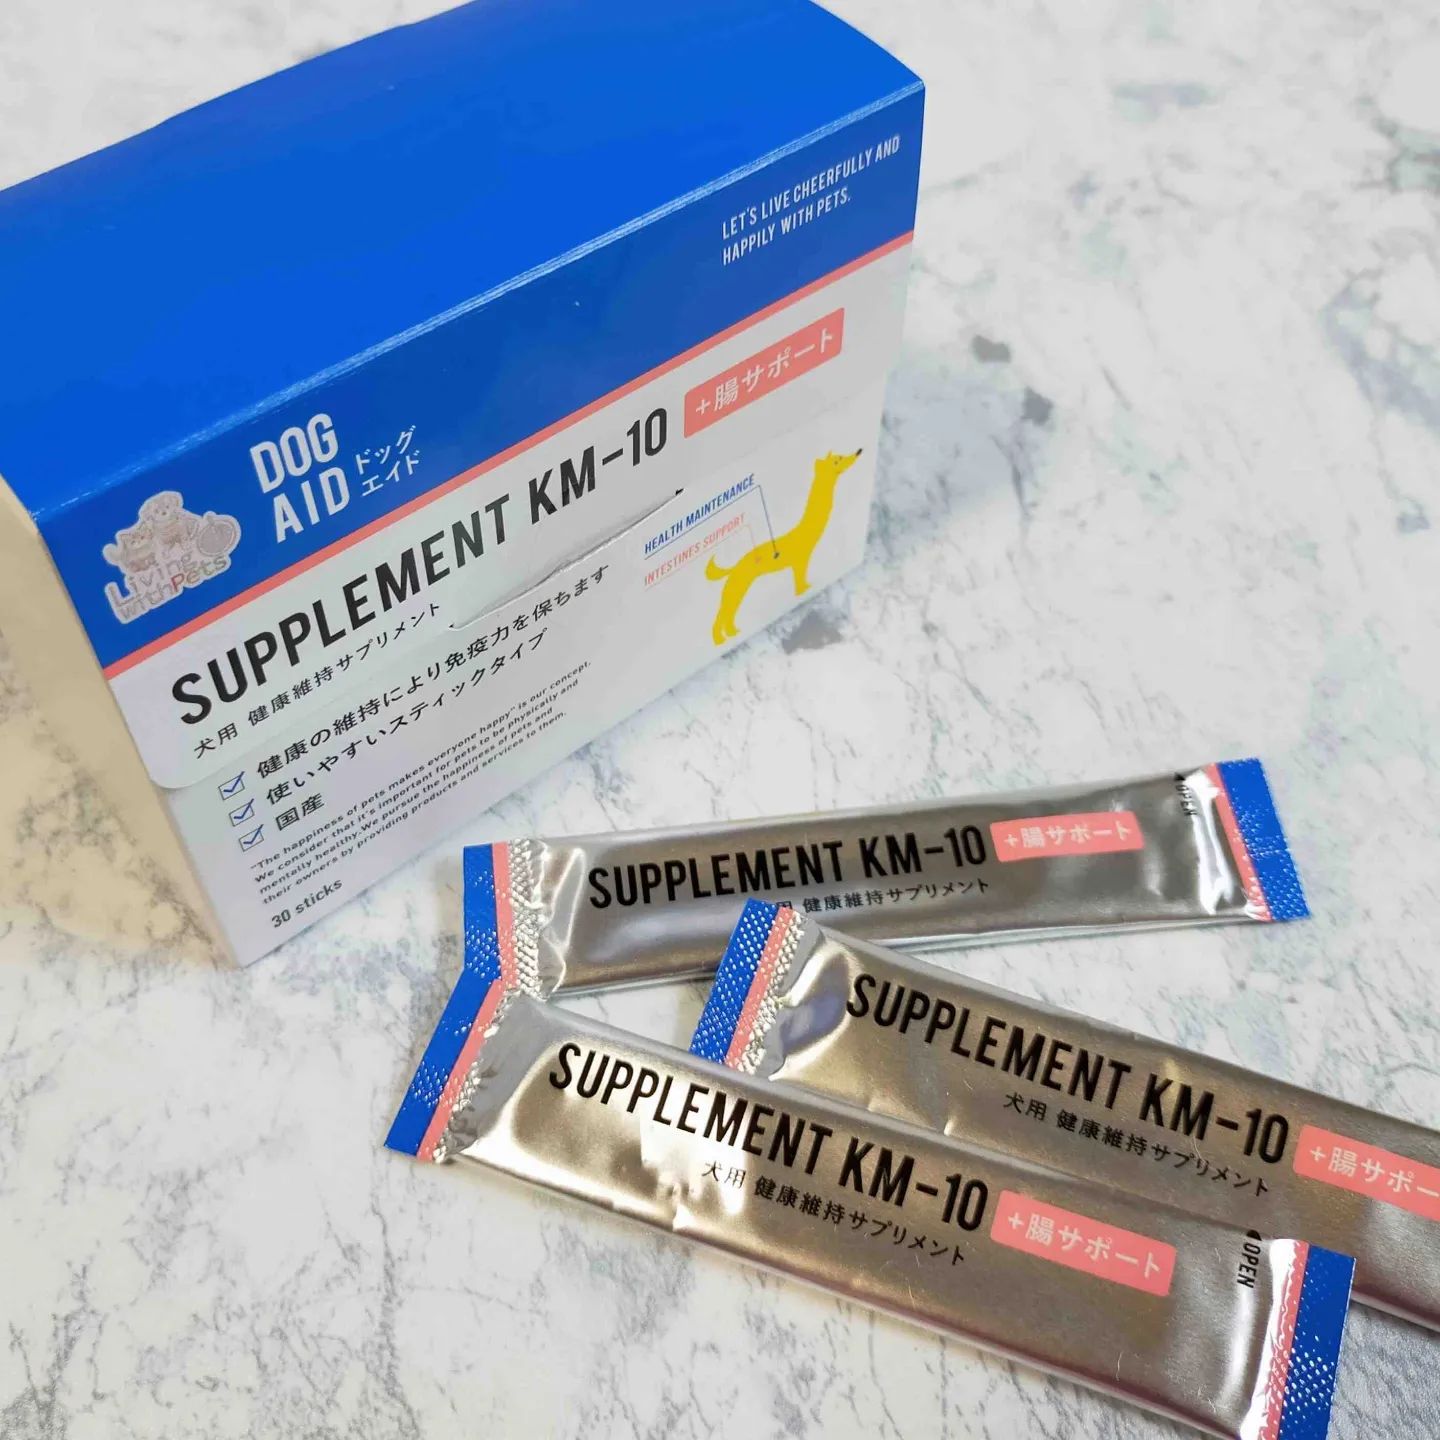 LET'S LIVE CHEERFULLY AND
HAPPILY WITH PETS.
DOG
AID
ドッグ
エイド
Living
withPets
SUPPLEMENT KM-10
+腸サポート
犬用 健康維持サプリメント
HEALTH MAINTENANCE
INTESTINES SUPPORT
健康の維持により免疫力を保ちます
使いやすいスティックタイプ
国産
"The happiness of pets makes everyone happy" is our concept.
We consider that it's important for pets to be physically and
mentally healthy.We pursue the happiness of pets and
their owners by providing products and services to them.
30 sticks
SUPPLEMENT KM-10
+腸サポート
用 健康維持サプリメント
OPEN
SUPPLEMENT KM-10
+腸サポー
犬用 健康維持サプリメント
SUPPLEMENT KM-10
+腸サポート
犬用 健康維持サプリメント
OPEN